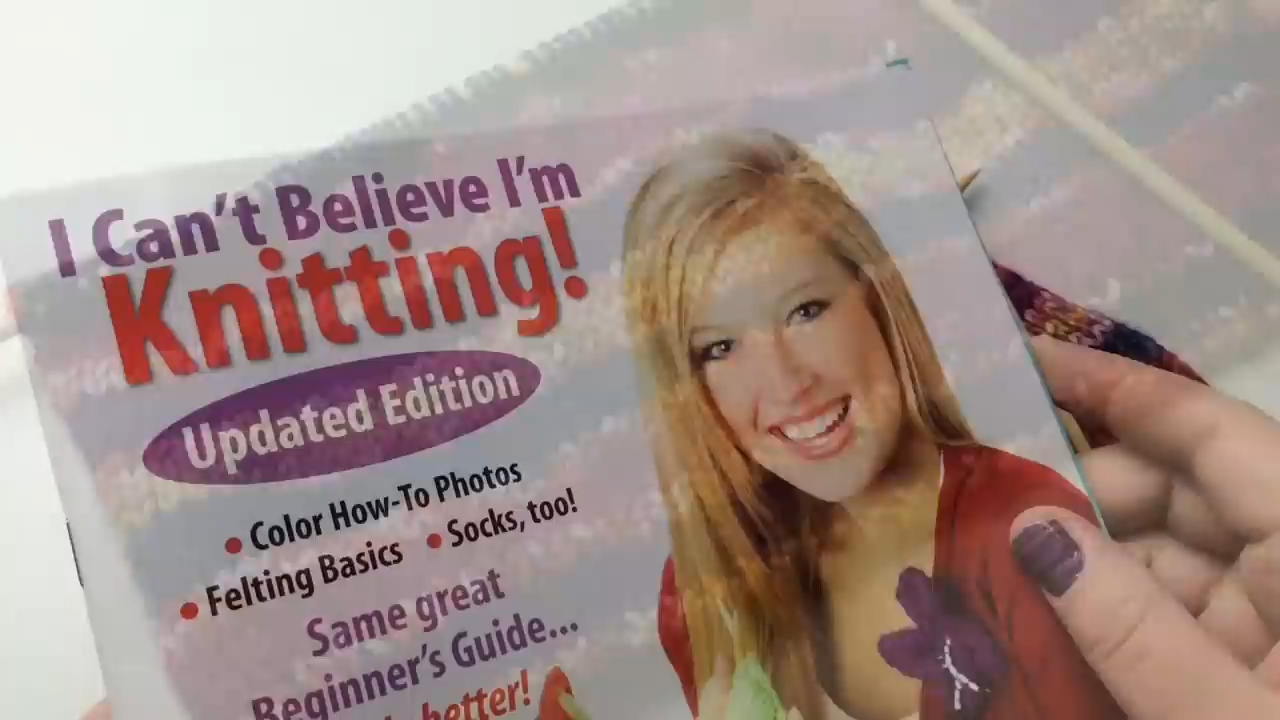 I Can't Believe I'm
Knitting!
Updated Edition
• Color How-To Photos
• Felting Basics • Socks, too!
Same great
Beginner's Guide...
better!